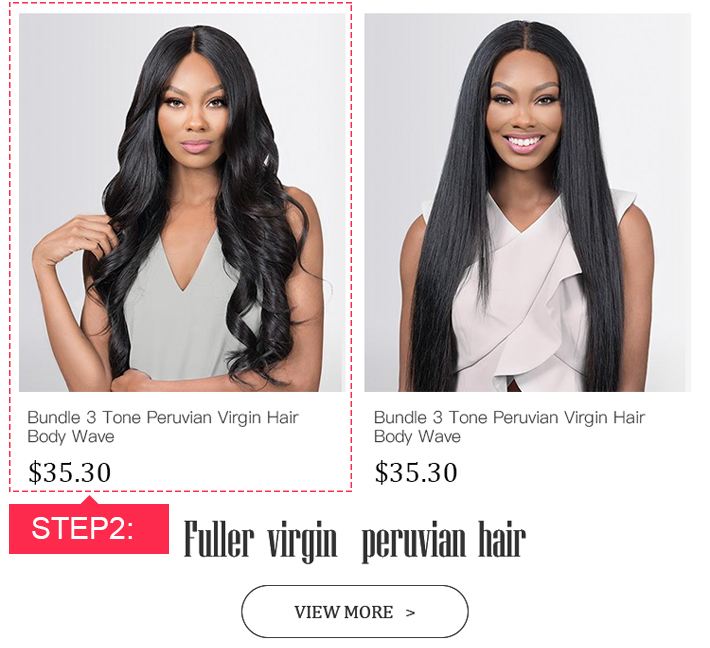 Bundle 3 Tone Peruvian Virgin Hair
Body Wave
$35.30
Bundle 3 Tone Peruvian Virgin Hair
Body Wave
$35.30
STEP2:
Fuller virgin peruvian hair
VIEW MORE >